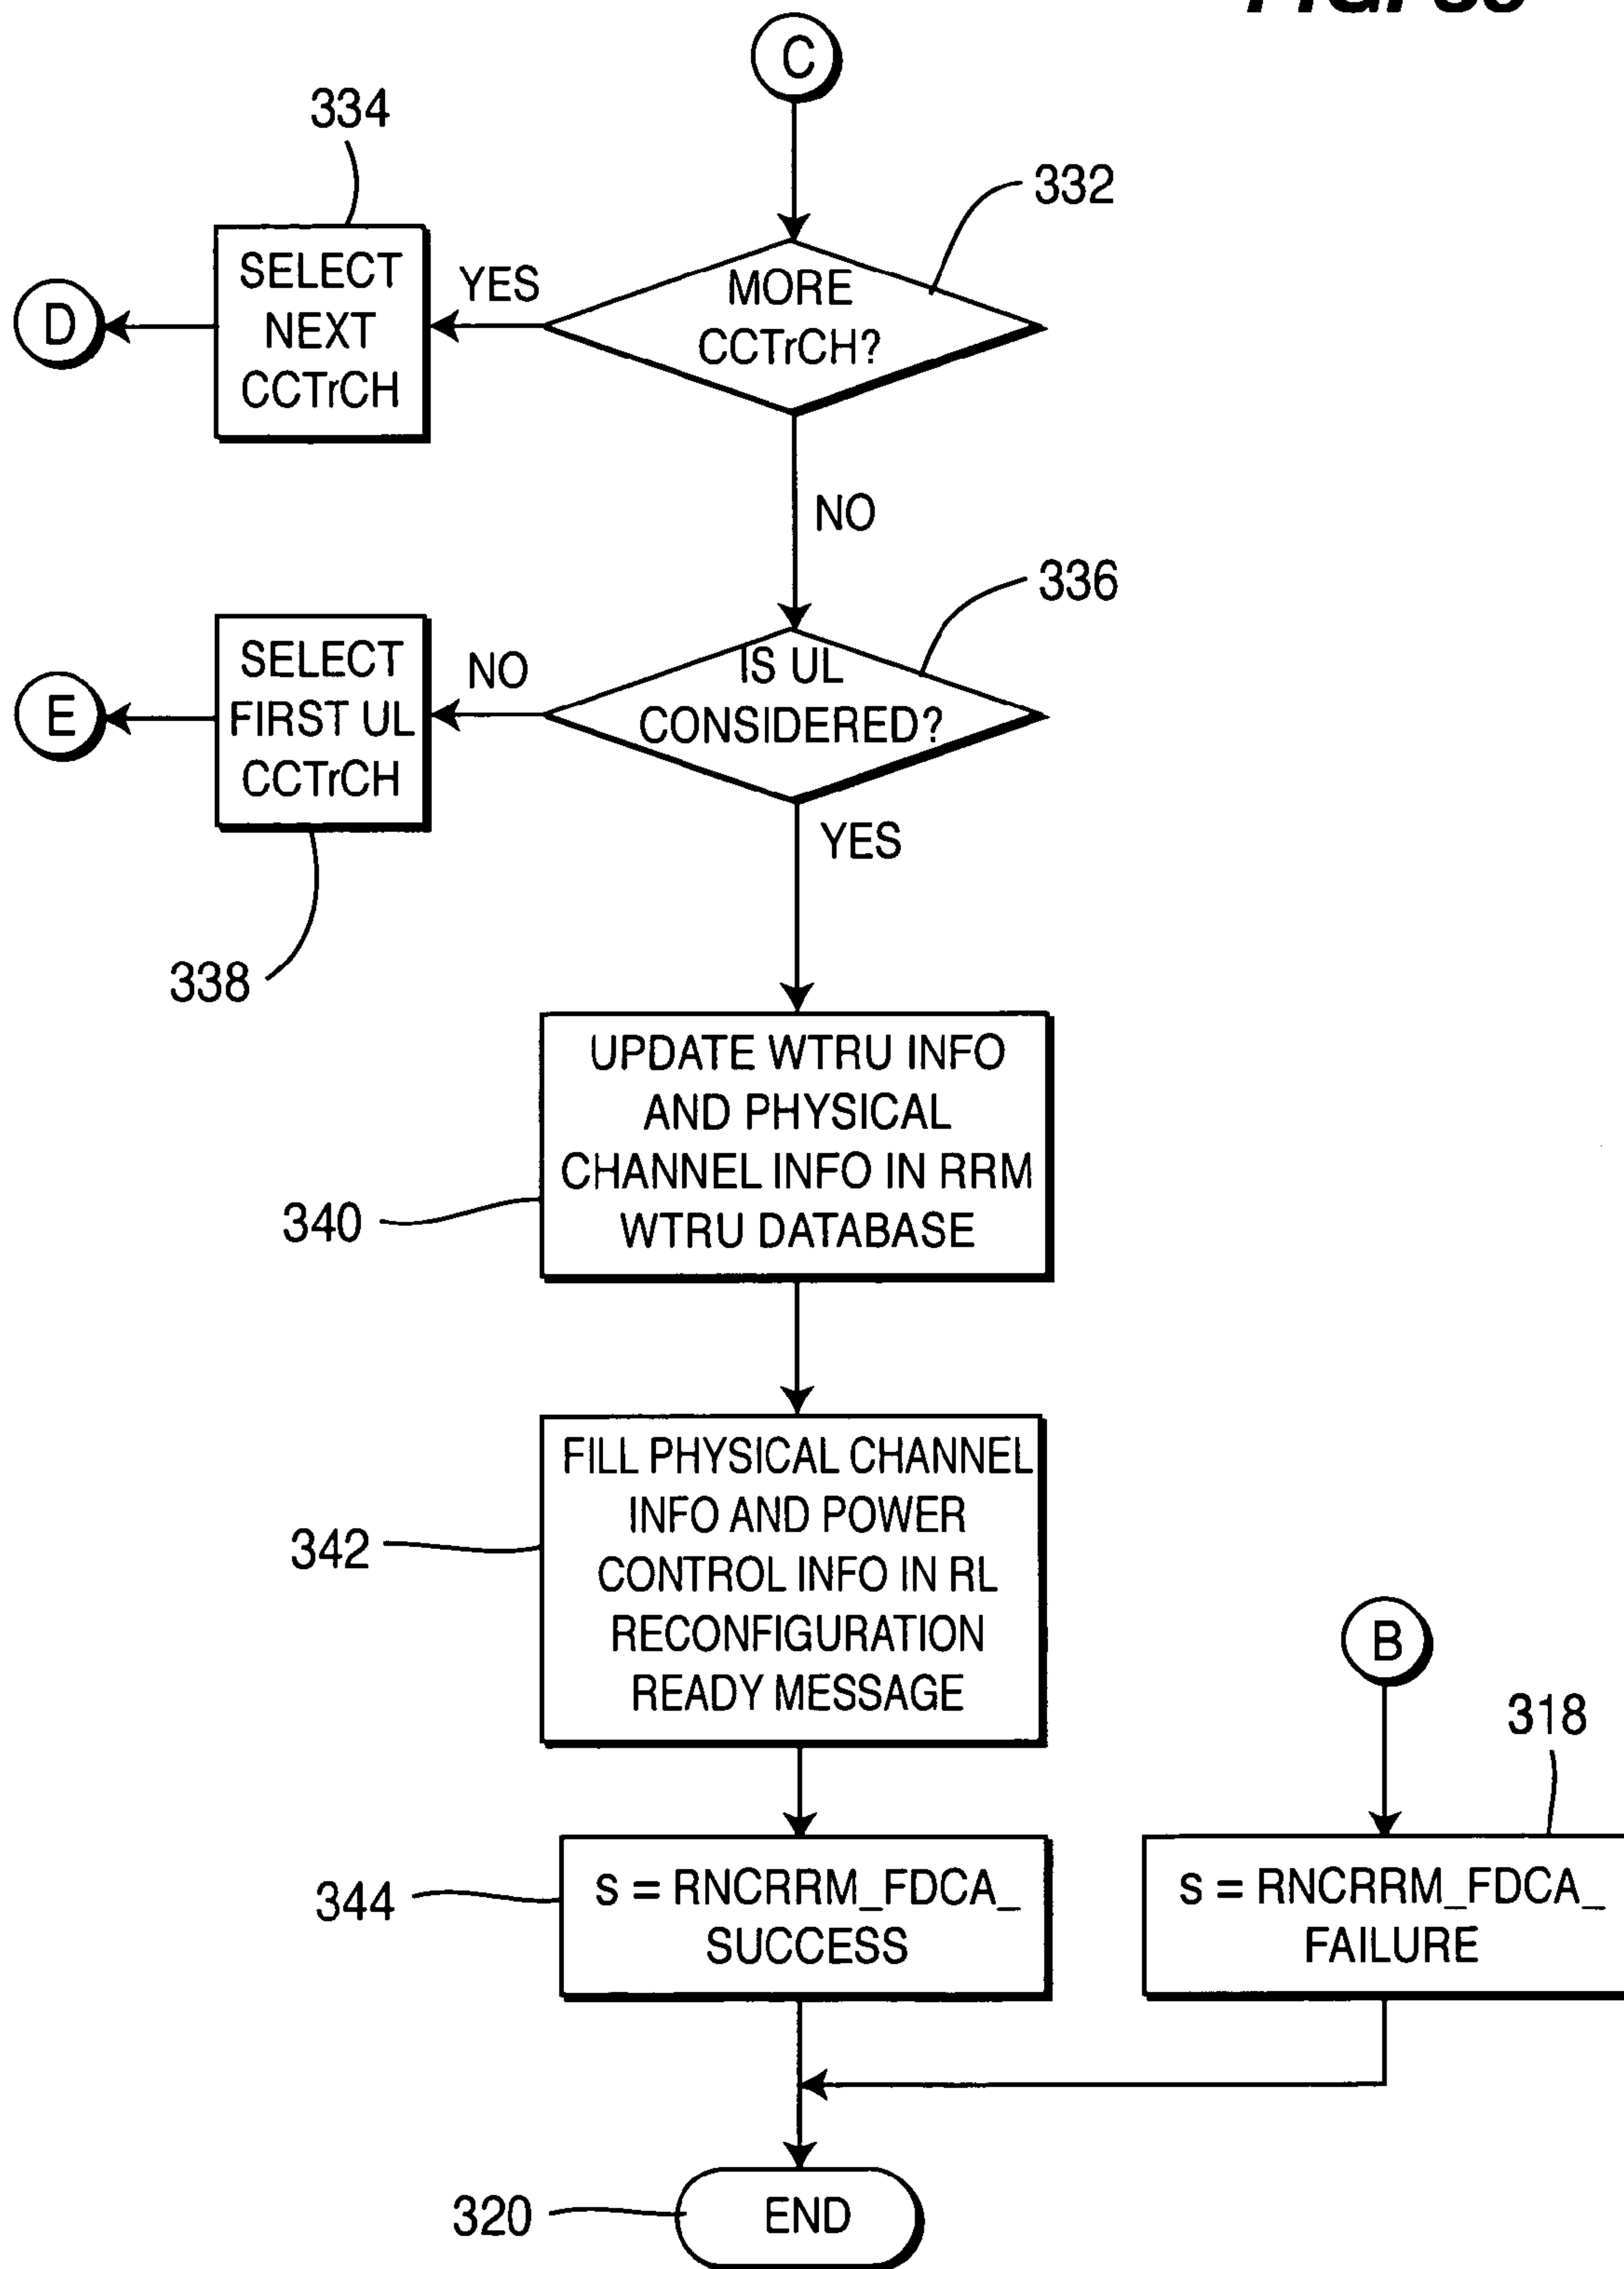 C
334
332
SELECT
NEXT
CCTrCH
YES
MORE
CCTrCH?
D
NO
336
SELECT
FIRST UL
CCTrCH
NO
IS UL
CONSIDERED?
E
YES
338
UPDATE WTRU INFO
AND PHYSICAL
CHANNEL INFO IN RRM
WTRU DATABASE
340
FILL PHYSICAL CHANNEL
INFO AND POWER
CONTROL INFO IN RL
RECONFIGURATION
READY MESSAGE
342
B
318
s = RNCRRM_FDCA_
SUCCESS
344
s = RNCRRM_FDCA_
FAILURE
320
END